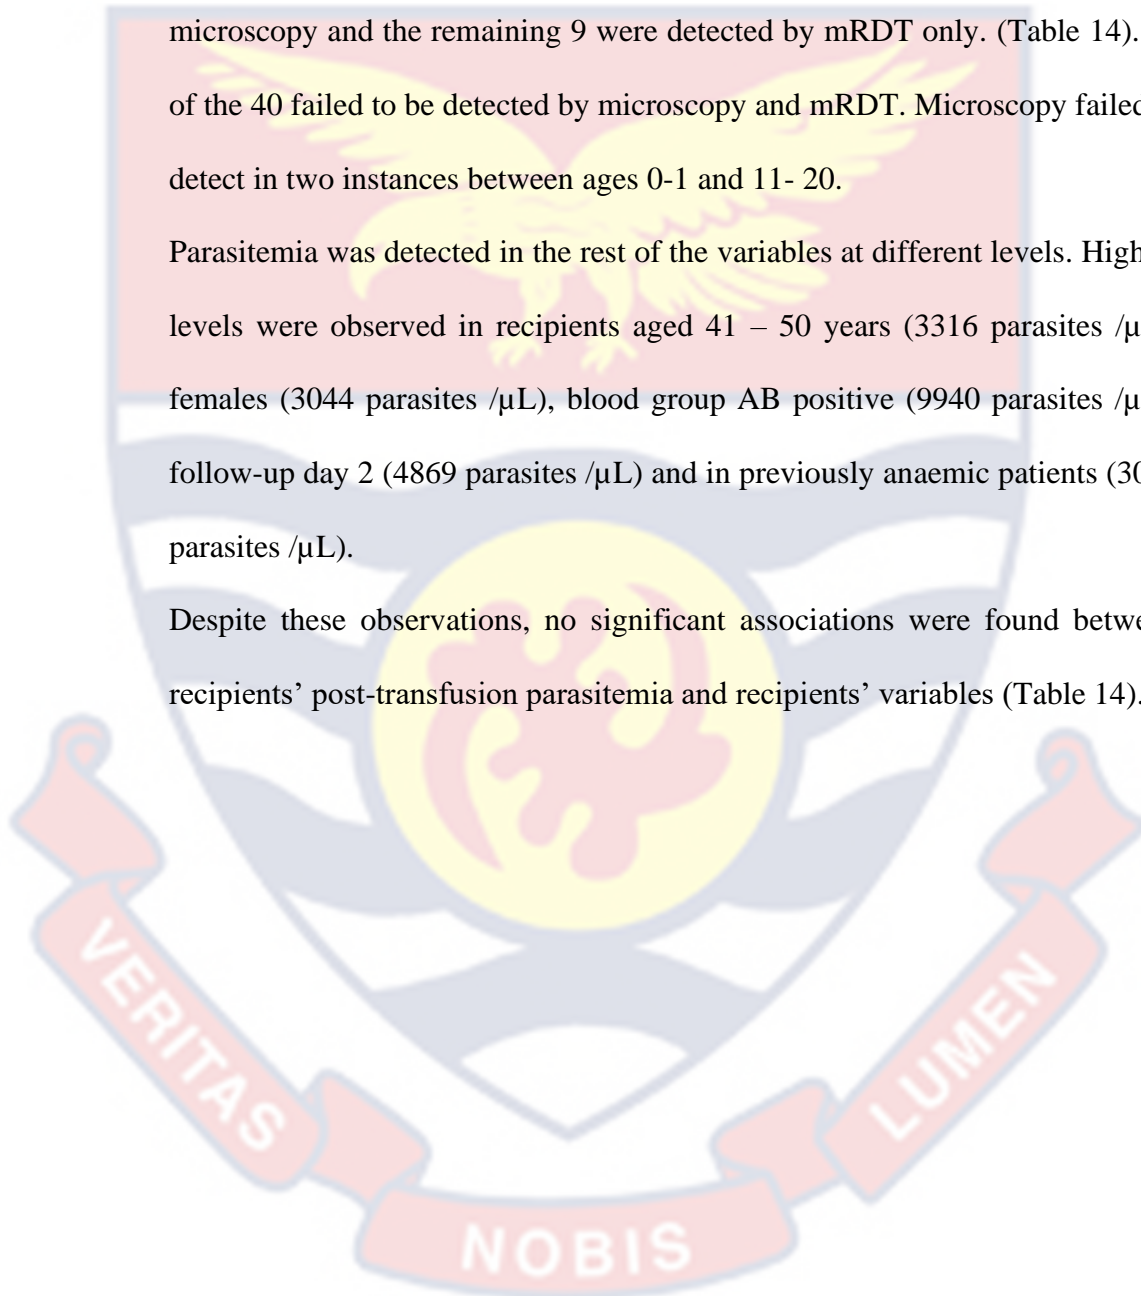 microscopy and the remaining 9 were detected by mRDT only. (Table 14).
of the 40 failed to be detected by microscopy and mRDT. Microscopy failed
detect in two instances between ages 0-1 and 11- 20.
Parasitemia was detected in the rest of the variables at different levels. High
levels were observed in recipients aged 41 – 50 years (3316 parasites /µ
females (3044 parasites /µL), blood group AB positive (9940 parasites /µ
follow-up day 2 (4869 parasites /µL) and in previously anaemic patients (30
parasites /µL).
Despite these observations, no significant associations were found betwe
recipients’ post-transfusion parasitemia and recipients’ variables (Table 14).
VERITAS
NOBIS
LUMEN